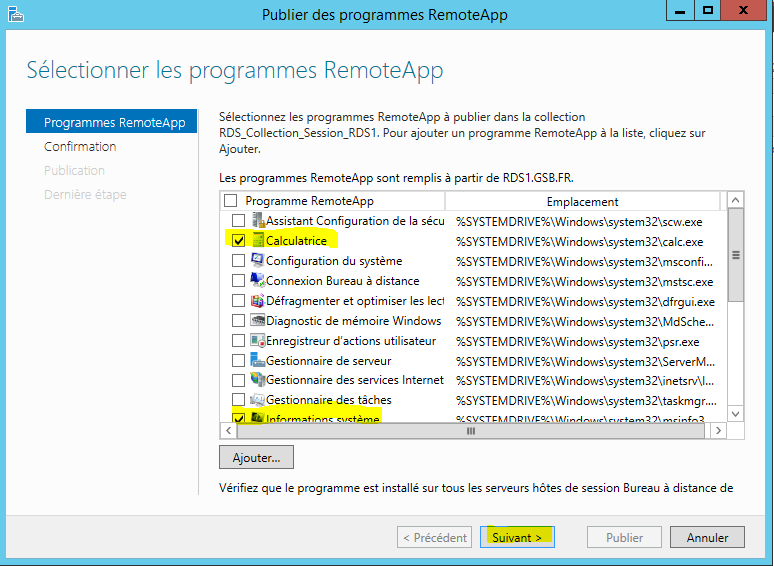 Publier des programmes RemoteApp
Sélectionner les programmes RemoteApp
Programmes RemoteApp
Confirmation
Publication
Dernière étape
Sélectionnez les programmes RemoteApp à publier dans la collection
RDS_Collection_Session_RDS1. Pour ajouter un programme RemoteApp à la liste, cliquez sur
Ajouter.
Les programmes RemoteApp sont remplis à partir de RDS1.GSB.FR.
Programme RemoteApp Emplacement
Assistant Configuration de la sécu %SYSTEMDRIVE%\Windows\system32\scw.exe
Calculatrice %SYSTEMDRIVE%\Windows\system32\calc.exe
Configuration du système %SYSTEMDRIVE%\Windows\system32\msconfi...
Connexion Bureau à distance %SYSTEMDRIVE%\Windows\system32\mstsc.exe
Défragmenter et optimiser les lect %SYSTEMDRIVE%\Windows\system32\dfrgui.exe
Diagnostic de mémoire Windows %SYSTEMDRIVE%\Windows\system32\MdSche...
Enregistreur d'actions utilisateur %SYSTEMDRIVE%\Windows\system32\psr.exe
Gestionnaire de serveur %SYSTEMDRIVE%\Windows\system32\ServerM...
Gestionnaire des services Internet %SYSTEMDRIVE%\Windows\system32\inetsrv\I...
Gestionnaire des tâches %SYSTEMDRIVE%\Windows\system32\taskmgr....
Informations système %SYSTEMDRIVE%\Windows\system32\msinfo3...
Ajouter...
Vérifiez que le programme est installé sur tous les serveurs hôtes de session Bureau à distance de
< Précédent Suivant > Publier Annuler